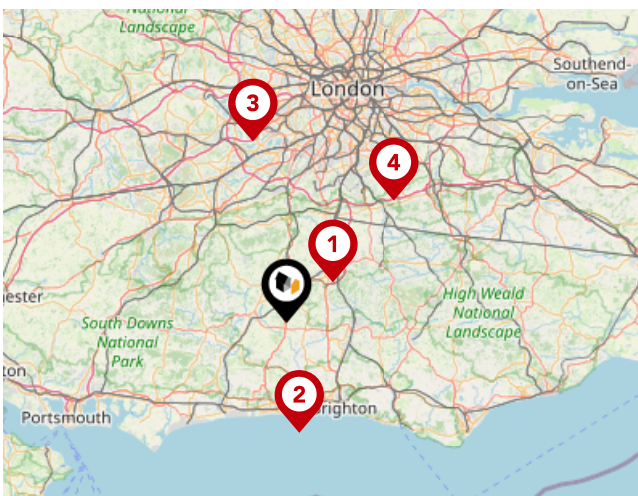 National
Landscape
London
Southend-
on-Sea
3
4
1
High Weald
National
Landscape
South Downs
National
Park
2
Portsmouth